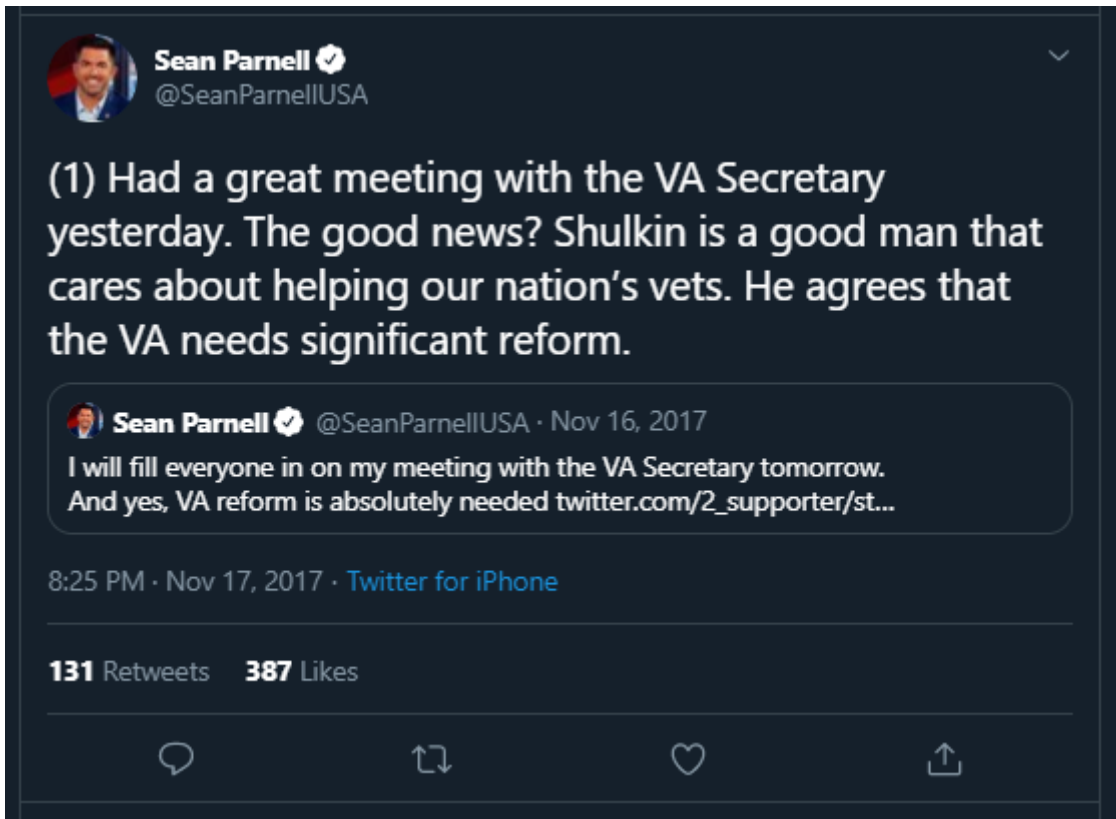 Sean Parnell
@SeanParnellUSA
(1) Had a great meeting with the VA Secretary
yesterday. The good news? Shulkin is a good man that
cares about helping our nation’s vets. He agrees that
the VA needs significant reform.
Sean Parnell @SeanParnellUSA · Nov 16, 2017
I will fill everyone in on my meeting with the VA Secretary tomorrow.
And yes, VA reform is absolutely needed twitter.com/2_supporter/st...
8:25 PM · Nov 17, 2017 · Twitter for iPhone
131 Retweets 387 Likes